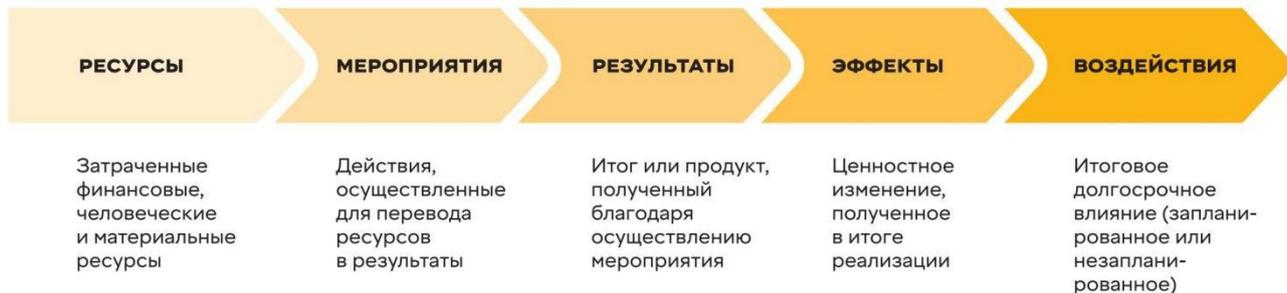 РЕСУРСЫ
МЕРОПРИЯТИЯ
РЕЗУЛЬТАТЫ
ЭФФЕКТЫ
ВОЗДЕЙСТВИЯ
Затраченные
финансовые,
человеческие
и материальные
ресурсы
Действия,
осуществленные
для перевода
ресурсов
в результаты
Итог или продукт,
полученный
благодаря
осуществлению
мероприятия
Ценностное
изменение,
полученное
в итоге
реализации
Итоговое
долгосрочное
влияние (заплани-
рованное или
незаплани-
рованное)